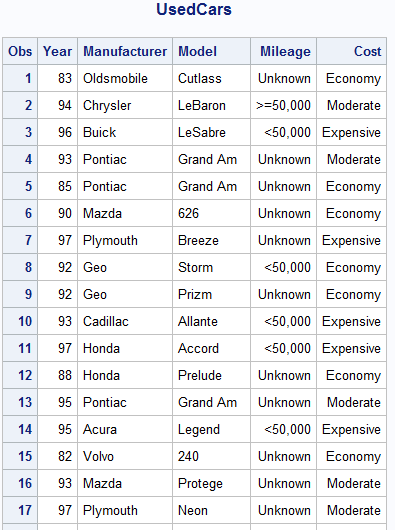 UsedCars
Obs Year Manufacturer Model Mileage Cost
1 83 Oldsmobile Cutlass Unknown Economy
2 94 Chrysler LeBaron >=50,000 Moderate
3 96 Buick LeSabre <50,000 Expensive
4 93 Pontiac Grand Am Unknown Moderate
5 85 Pontiac Grand Am Unknown Economy
6 90 Mazda 626 Unknown Economy
7 97 Plymouth Breeze Unknown Expensive
8 92 Geo Storm <50,000 Economy
9 92 Geo Prizm Unknown Economy
10 93 Cadillac Allante <50,000 Expensive
11 97 Honda Accord <50,000 Expensive
12 88 Honda Prelude Unknown Economy
13 95 Pontiac Grand Am Unknown Moderate
14 95 Acura Legend <50,000 Expensive
15 82 Volvo 240 Unknown Economy
16 93 Mazda Protege Unknown Moderate
17 97 Plymouth Neon Unknown Moderate